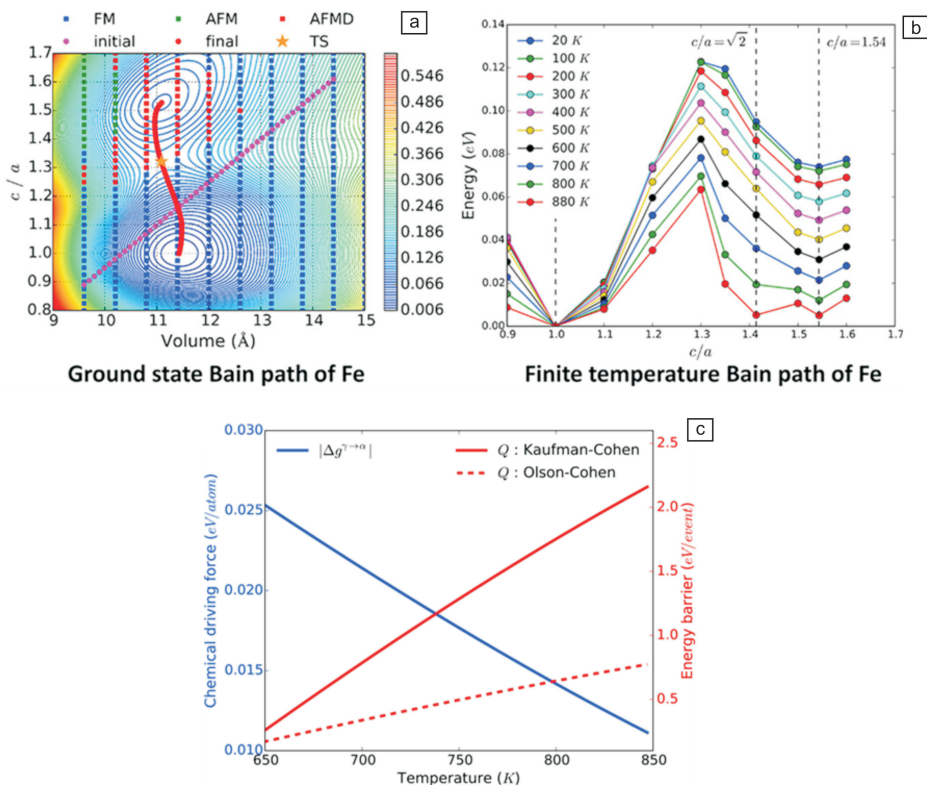 a
FM AFM AFMD
initial final TS
1.7
1.6
1.5
1.4
1.3
1.2
1.1
1.0
0.9
0.8
c / a
9 10 11 12 13 14 15
Volume (Å)
0.546
0.486
0.426
0.366
0.306
0.246
0.186
0.126
0.066
0.006
Ground state Bain path of Fe
b
0.14
0.12
0.10
0.08
0.06
0.04
0.02
0.00
Energy (eV)
20 K
100 K
200 K
300 K
400 K
500 K
600 K
700 K
800 K
880 K
c/a=√2
c/a=1.54
0.9 1.0 1.1 1.2 1.3 1.4 1.5 1.6 1.7
c/a
Finite temperature Bain path of Fe
c
0.030
0.025
0.020
0.015
0.010
Chemical driving force (eV/atom)
|Δg^{γ→α}|
Q : Kaufman-Cohen
Q : Olson-Cohen
2.5
2.0
1.5
1.0
0.5
Energy barrier (eV/event)
650 700 750 800 850
Temperature (K)